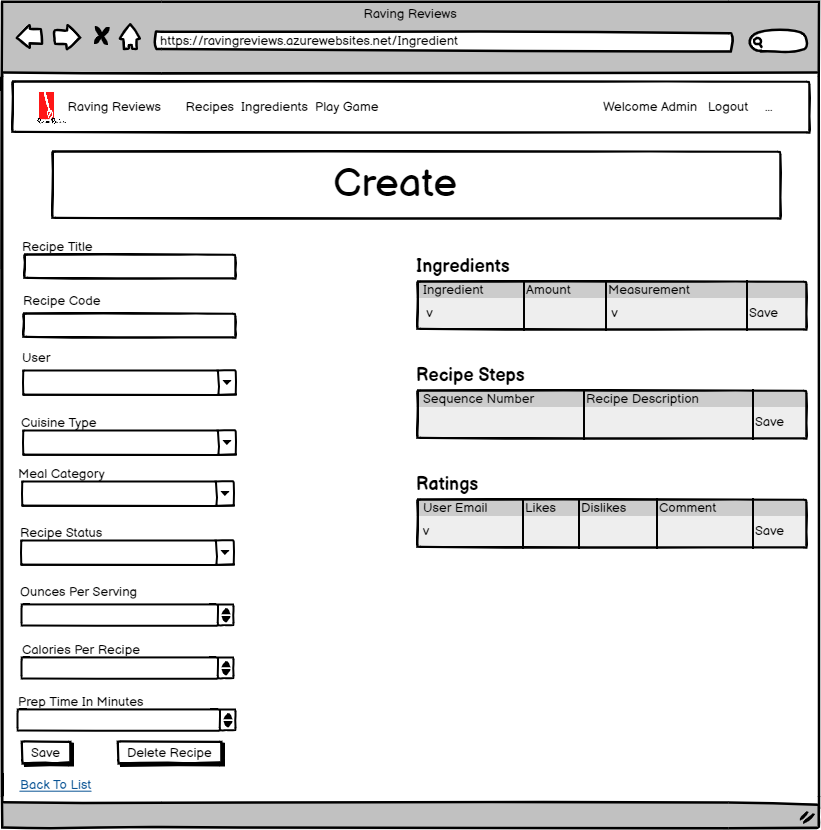 Raving Reviews
https://ravingreviews.azurewebsites.net/Ingredient
Raving Reviews Recipes Ingredients Play Game Welcome Admin Logout ...
Create
Recipe Title
Recipe Code
User
Cuisine Type
Meal Category
Recipe Status
Ounces Per Serving
Calories Per Recipe
Prep Time In Minutes
Save Delete Recipe
Back To List
Ingredients
Ingredient Amount Measurement
v v Save
Recipe Steps
Sequence Number Recipe Description
Save
Ratings
User Email Likes Dislikes Comment
v Save